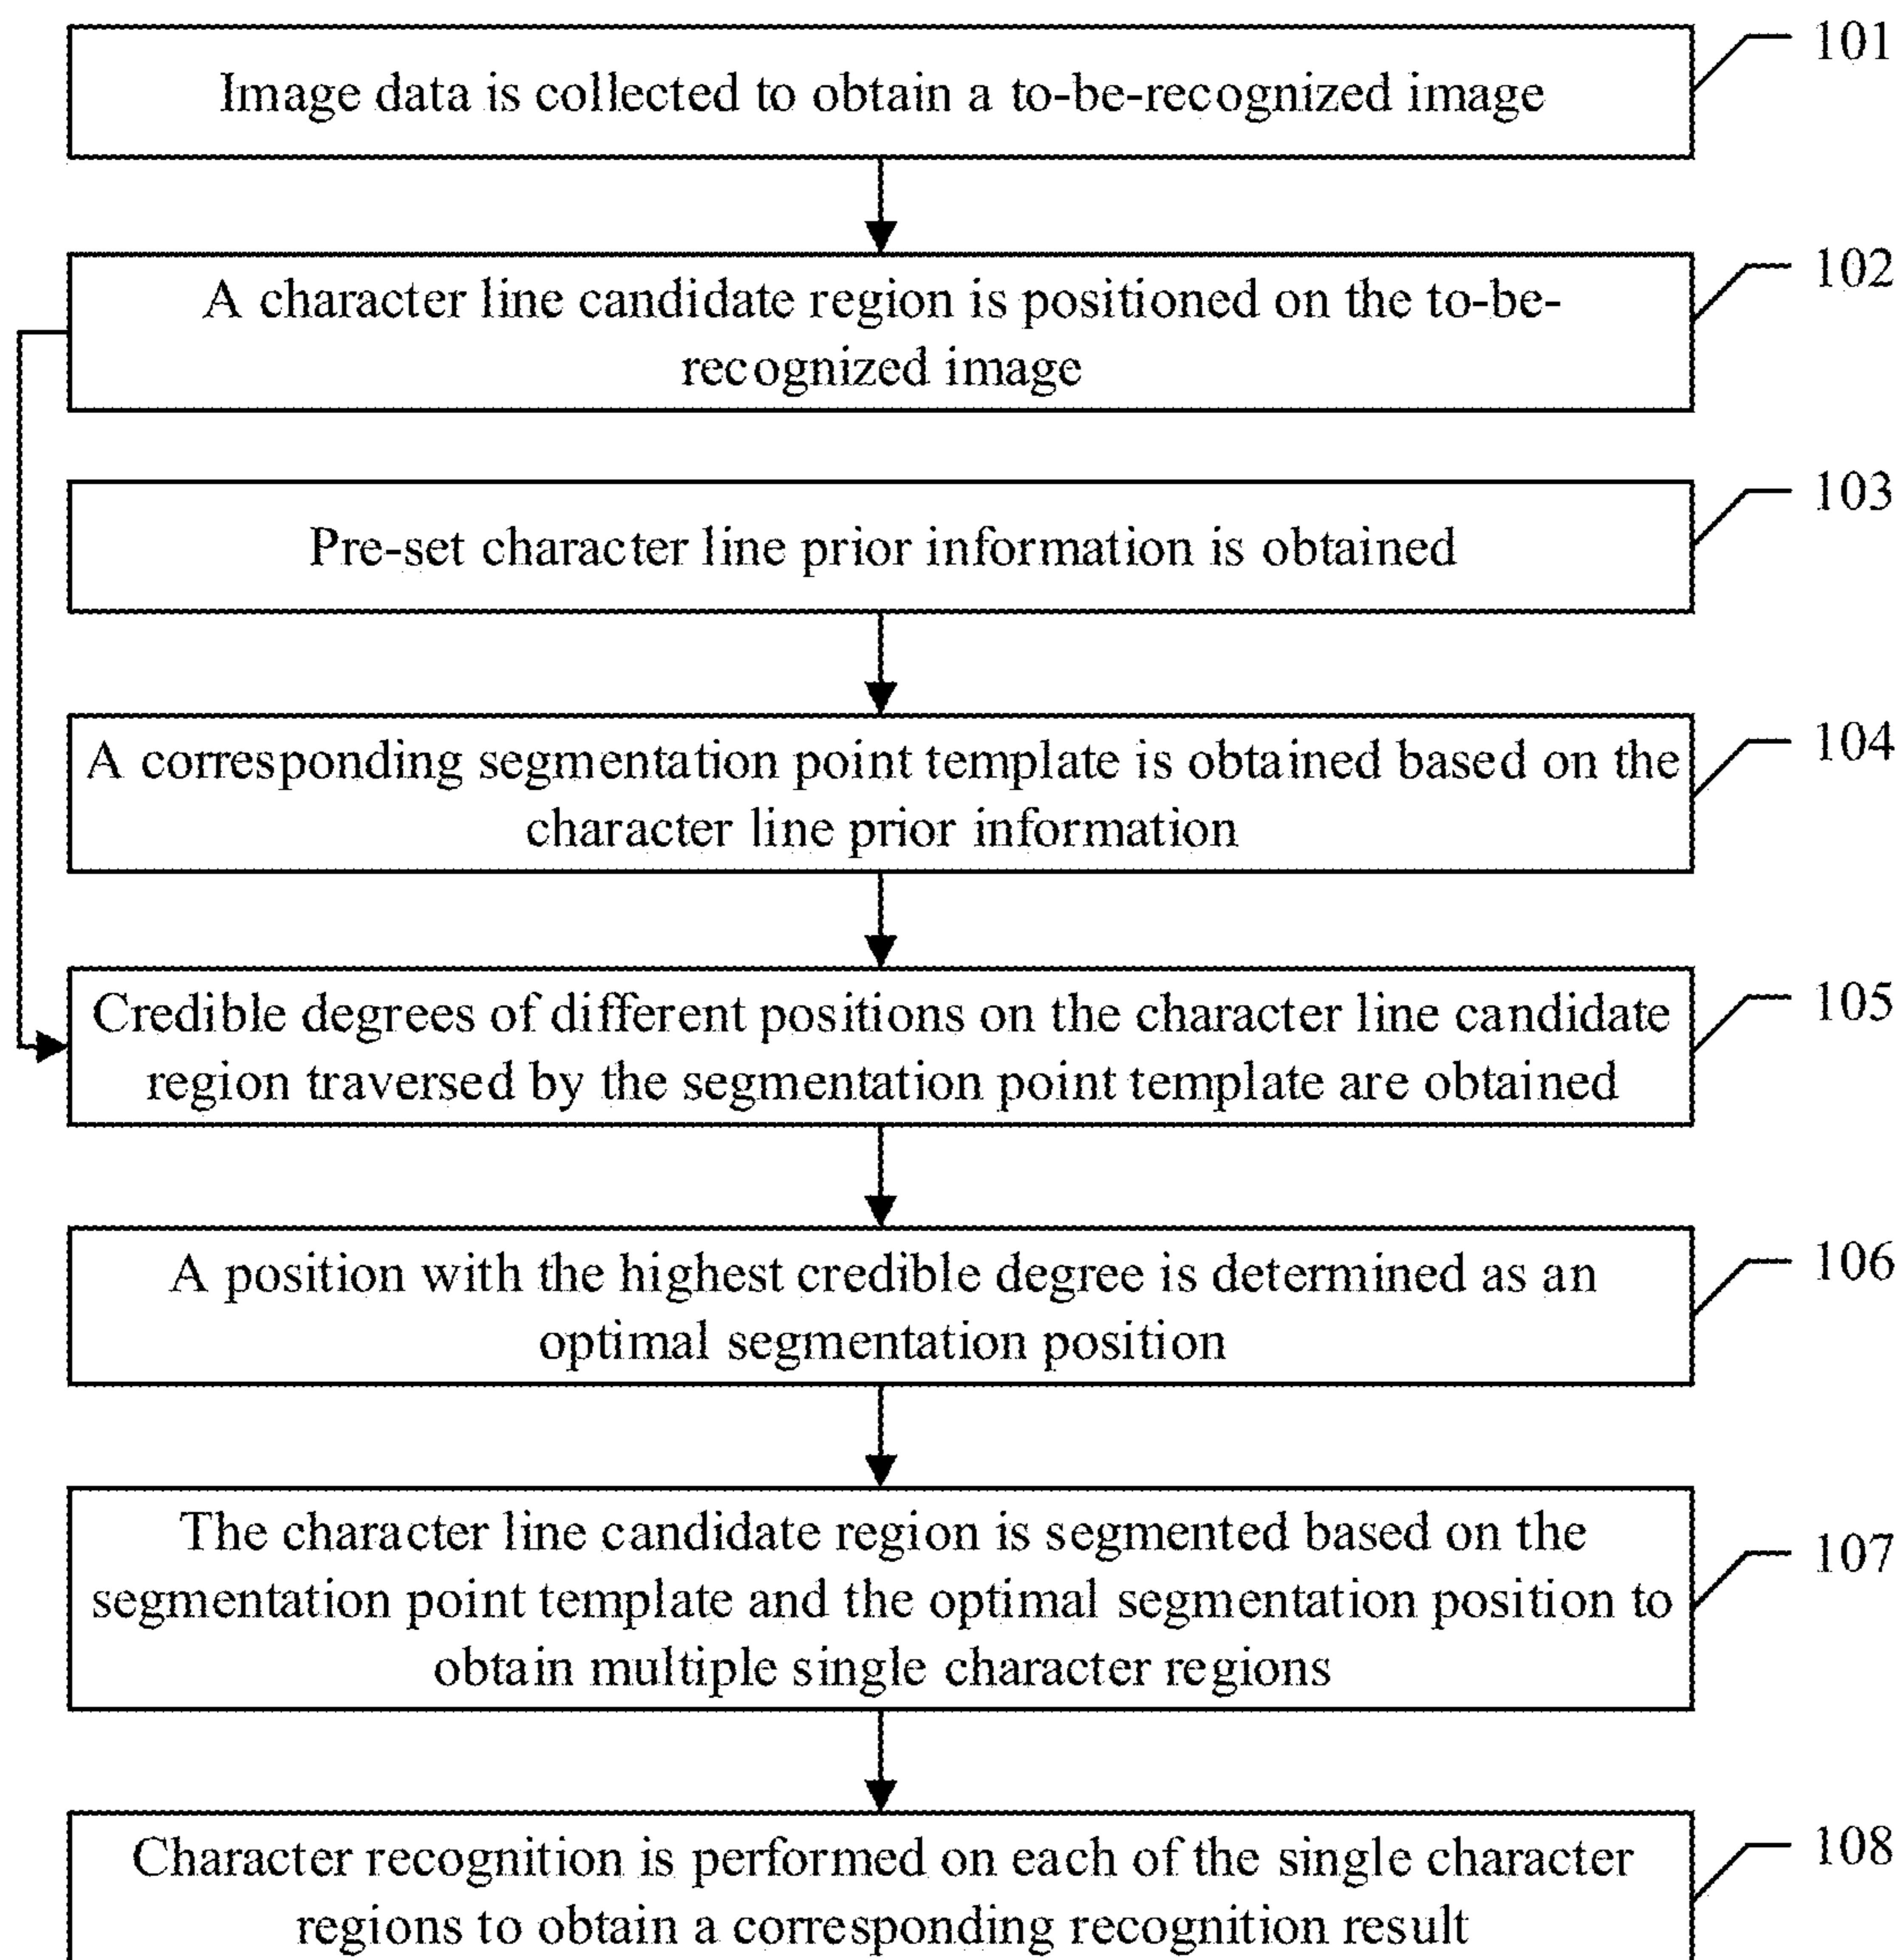 Image data is collected to obtain a to-be-recognized image
101
A character line candidate region is positioned on the to-be-
recognized image
102
Pre-set character line prior information is obtained
103
A corresponding segmentation point template is obtained based on the
character line prior information
104
Credible degrees of different positions on the character line candidate
region traversed by the segmentation point template are obtained
105
A position with the highest credible degree is determined as an
optimal segmentation position
106
The character line candidate region is segmented based on the
segmentation point template and the optimal segmentation position to
obtain multiple single character regions
107
Character recognition is performed on each of the single character
regions to obtain a corresponding recognition result
108